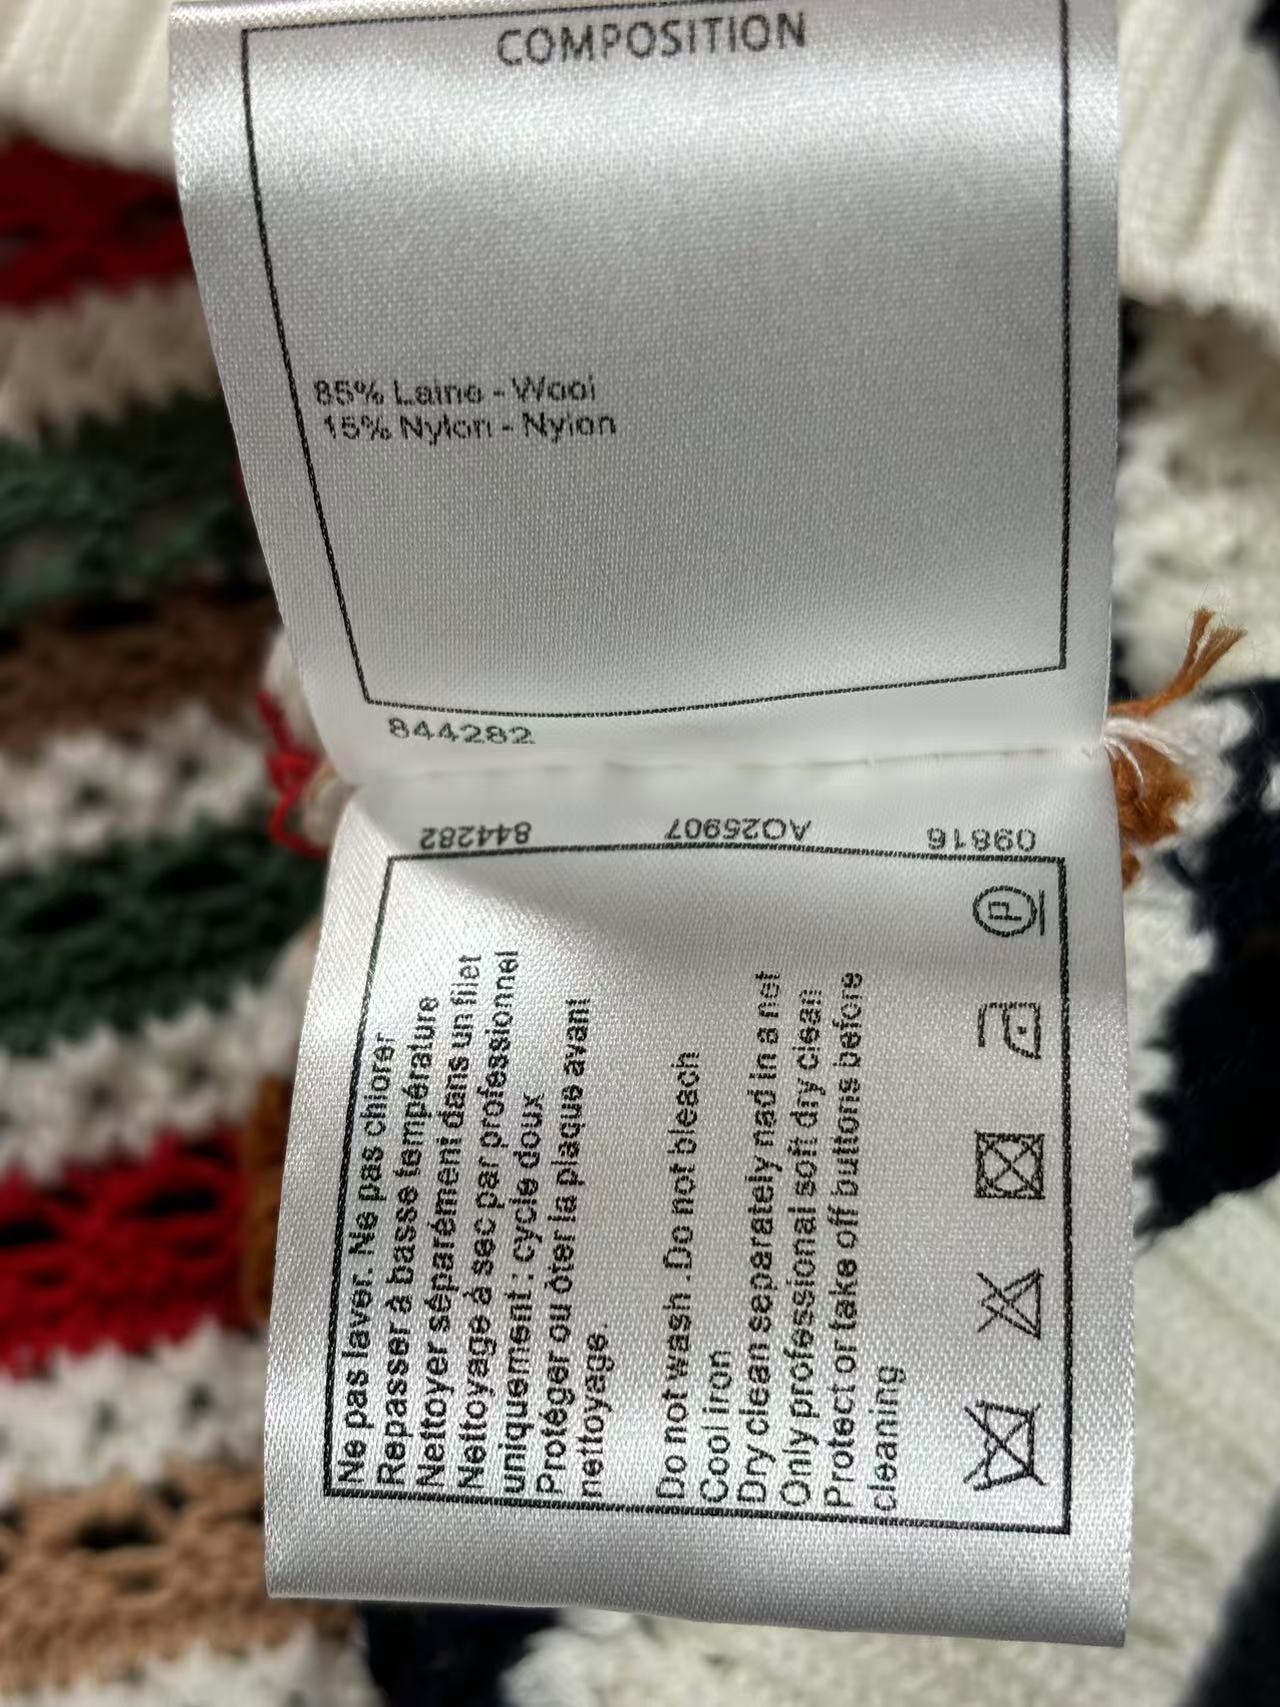 COMPOSITION
85% Laine - Wool
15% Nylon - Nylon
844282
09816 AO25907 844282
Ne pas laver. Ne pas chlorer
Repasser à basse température
Nettoyer séparément dans un filet
Nettoyage à sec par professionnel
uniquement : cycle doux
Protéger ou ôter la plaque avant
nettoyage.
Do not wash .Do not bleach
Cool iron
Dry clean separately nad in a net
Only professional soft dry clean
Protect or take off buttons before
cleaning
P